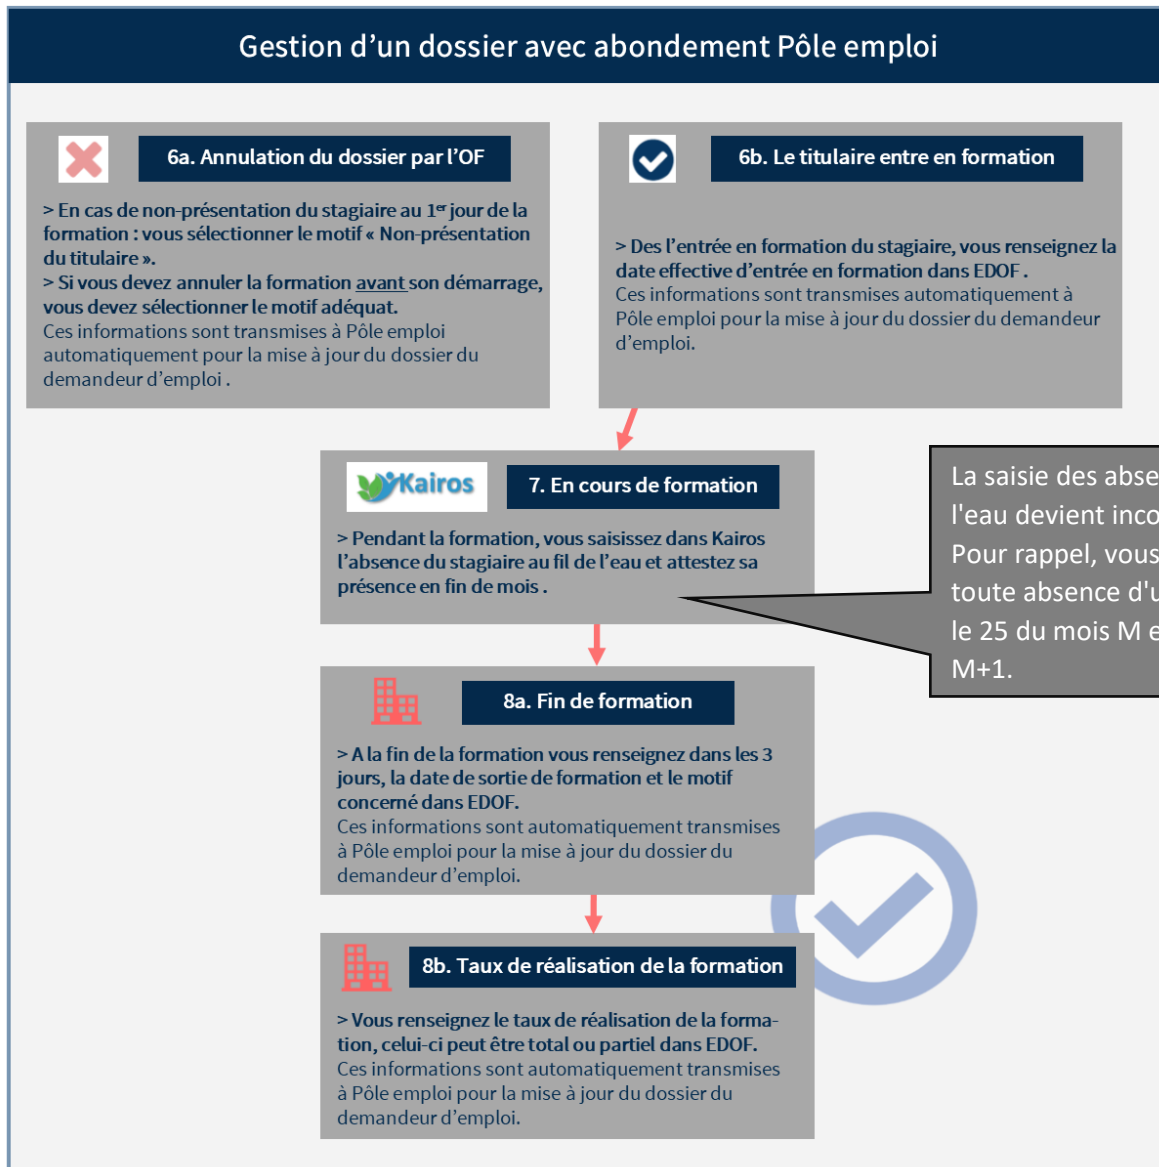 Gestion d’un dossier avec abondement Pôle emploi
6a. Annulation du dossier par l’OF
> En cas de non-présentation du stagiaire au 1er jour de la
formation : vous sélectionner le motif « Non-présentation
du titulaire ».
> Si vous devez annuler la formation avant son démarrage,
vous devez sélectionner le motif adéquat.
Ces informations sont transmises à Pôle emploi
automatiquement pour la mise à jour du dossier du
demandeur d’emploi .
6b. Le titulaire entre en formation
> Des l’entrée en formation du stagiaire, vous renseignez la
date effective d’entrée en formation dans EDOF .
Ces informations sont transmises automatiquement à
Pôle emploi pour la mise à jour du dossier du demandeur
d’emploi.
Kairos
7. En cours de formation
> Pendant la formation, vous saisissez dans Kairos
l’absence du stagiaire au fil de l’eau et attestez sa
présence en fin de mois .
La saisie des abse
l'eau devient inco
Pour rappel, vous
toute absence d'u
le 25 du mois M e
M+1.
8a. Fin de formation
> A la fin de la formation vous renseignez dans les 3
jours, la date de sortie de formation et le motif
concerné dans EDOF.
Ces informations sont automatiquement transmises
à Pôle emploi pour la mise à jour du dossier du
demandeur d’emploi.
8b. Taux de réalisation de la formation
> Vous renseignez le taux de réalisation de la forma-
tion, celui-ci peut être total ou partiel dans EDOF.
Ces informations sont automatiquement transmises
à Pôle emploi pour la mise à jour du dossier du
demandeur d’emploi.